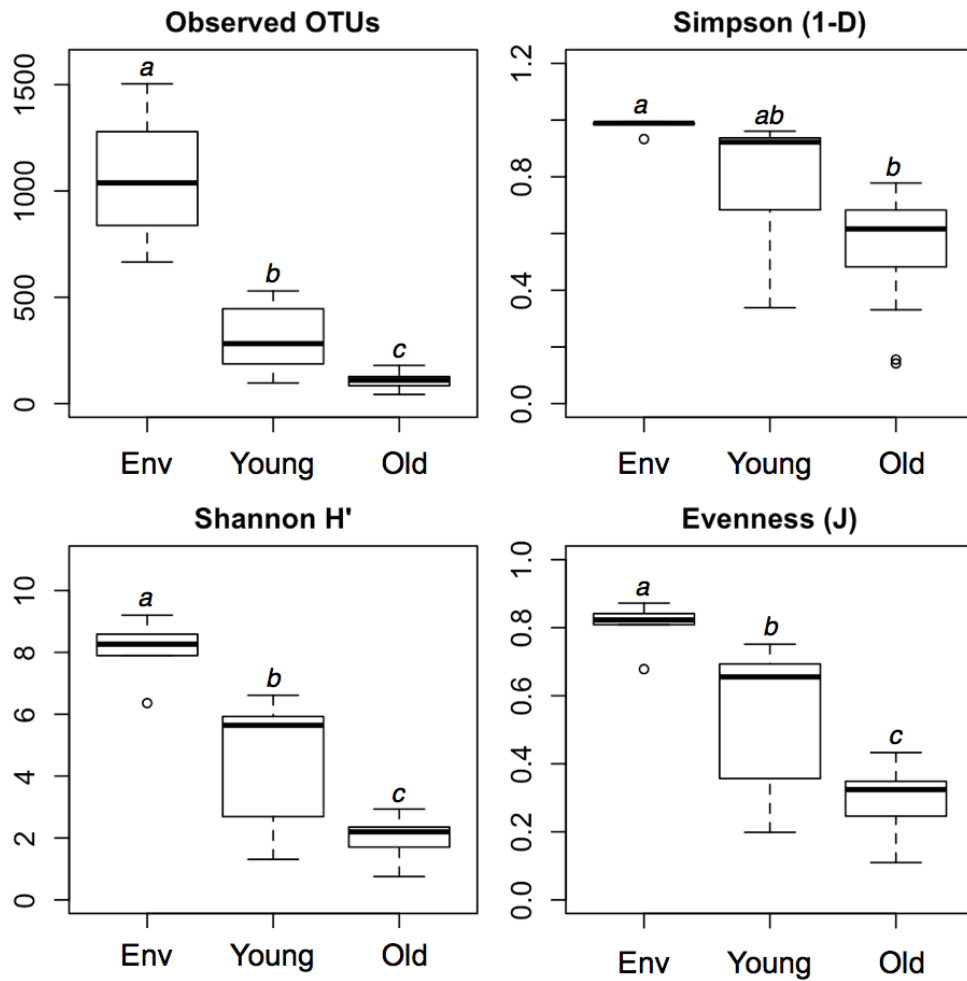 Observed OTUs
1500
1000
500
0
a
b
c
Env Young Old
Simpson (1-D)
1.2
0.8
0.4
0.0
a
ab
b
Env Young Old
Shannon H'
10
8
6
4
2
0
a
b
c
Env Young Old
Evenness (J)
1.0
0.8
0.6
0.4
0.2
0.0
a
b
c
Env Young Old